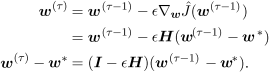 𝒘^(τ) = 𝒘^(τ−1) − ϵ∇_𝒘 Ĵ(𝒘^(τ−1))
= 𝒘^(τ−1) − ϵ𝑯(𝒘^(τ−1) − 𝒘*)
𝒘^(τ) − 𝒘* = (𝑰 − ϵ𝑯)(𝒘^(τ−1) − 𝒘*).